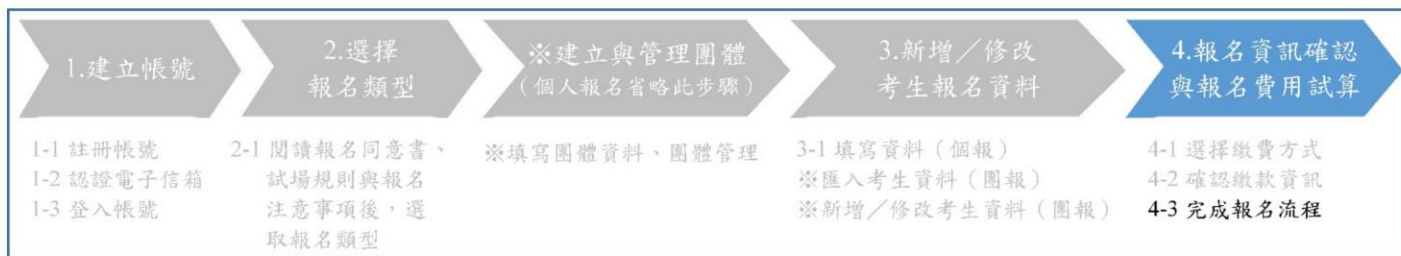 1.建立帳號
2.選擇
報名類型
※建立與管理團體
(個人報名省略此步驟)
3.新增／修改
考生報名資料
4.報名資訊確認
與報名費用試算
1-1 註冊帳號
1-2 認證電子信箱
1-3 登入帳號
2-1 閱讀報名同意書、
試場規則與報名
注意事項後，選
取報名類型
※填寫團體資料、團體管理
3-1 填寫資料(個報)
※匯入考生資料(團報)
※新增／修改考生資料(團報)
4-1 選擇繳費方式
4-2 確認繳款資訊
4-3 完成報名流程